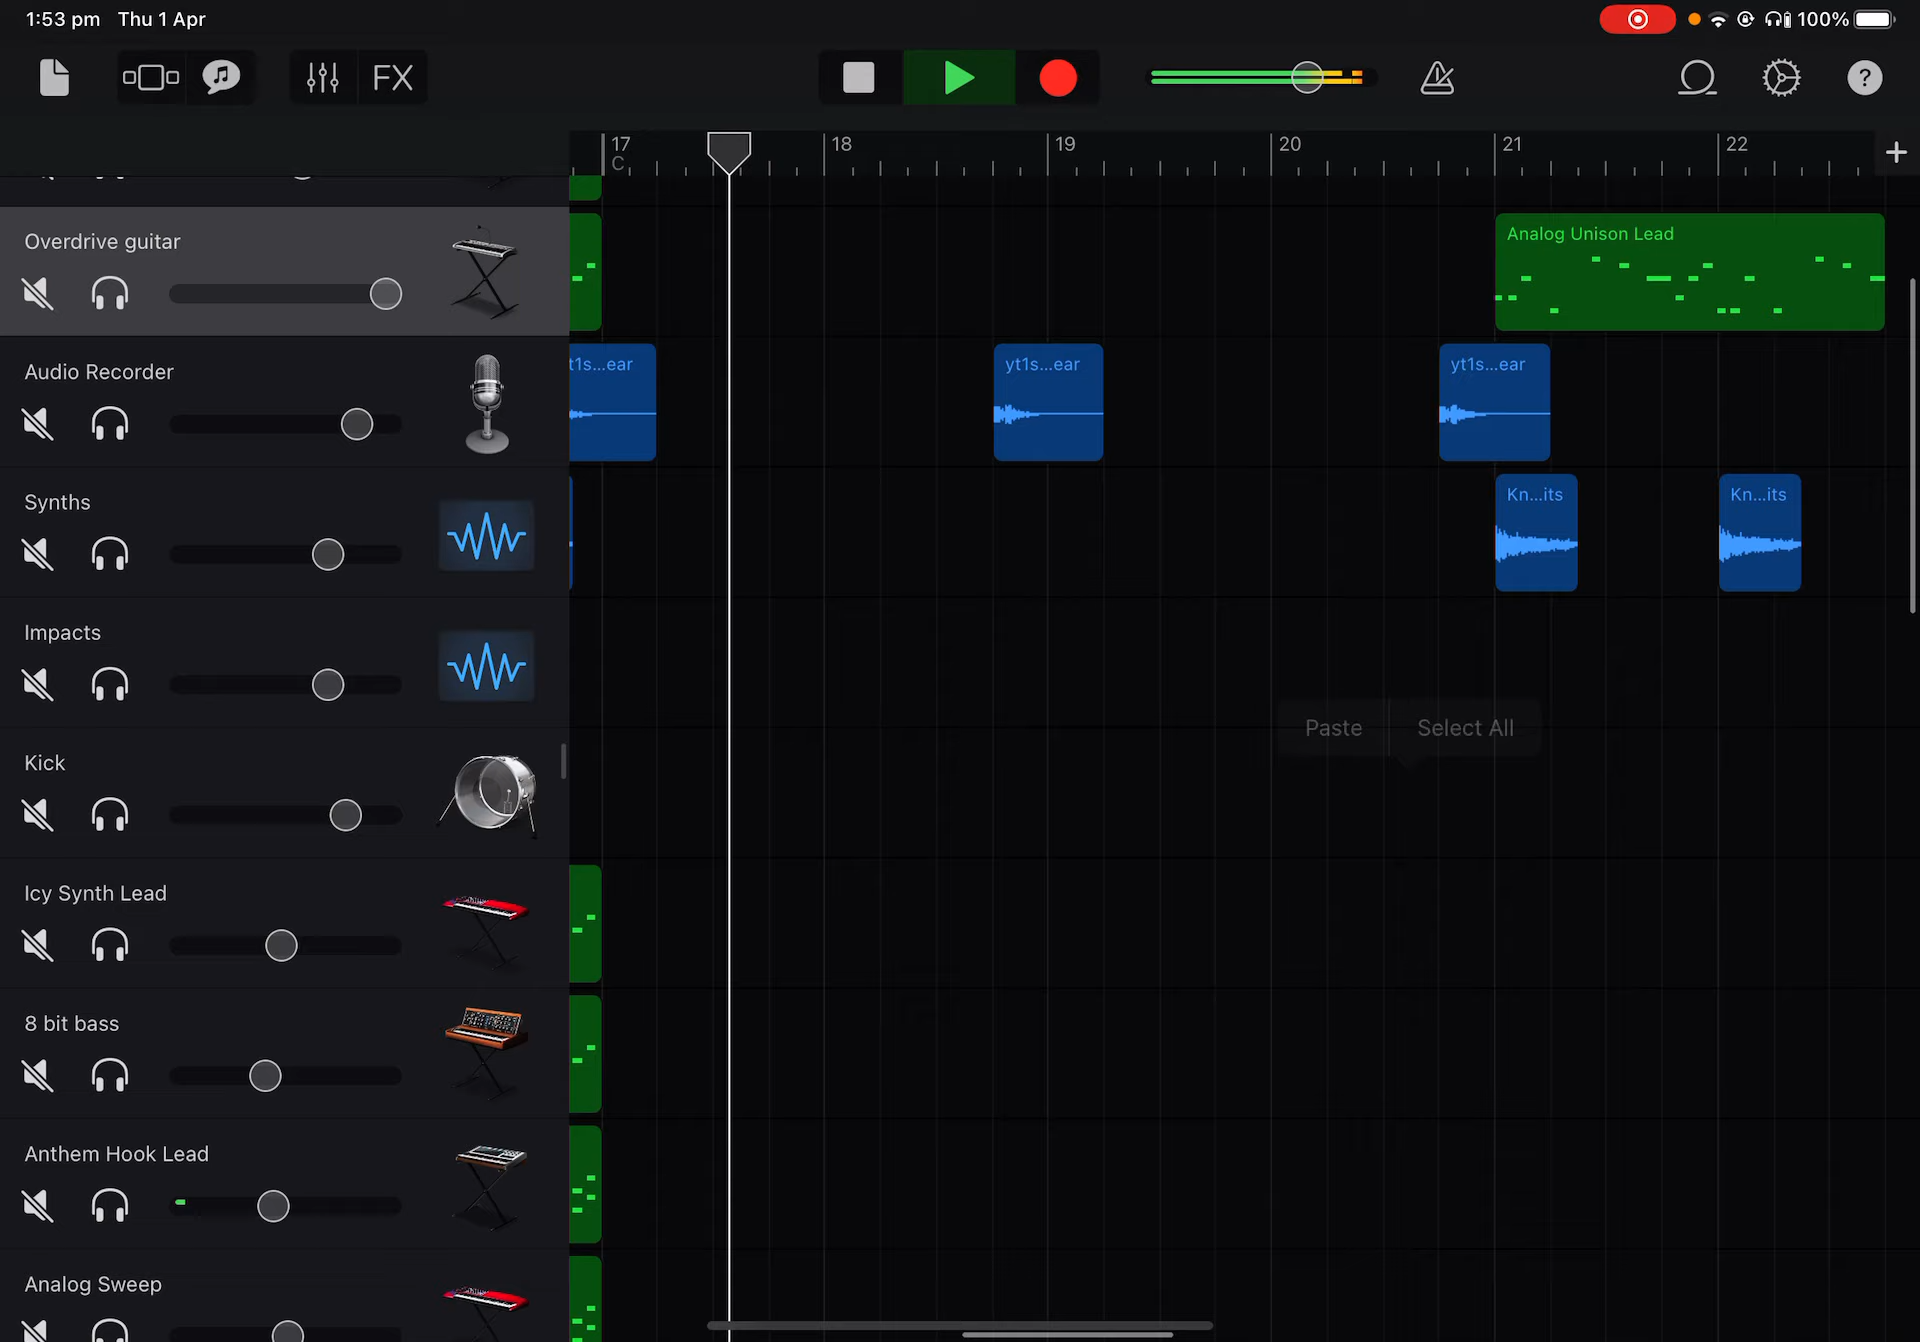 1:53 pm Thu 1 Apr
100%
FX
?
17
C
18
19
20
21
22
+
Overdrive guitar
Analog Unison Lead
Audio Recorder
t1s...ear
yt1s...ear
yt1s...ear
Synths
Kn...its
Kn...its
Impacts
Paste
Select All
Kick
Icy Synth Lead
8 bit bass
Anthem Hook Lead
Analog Sweep